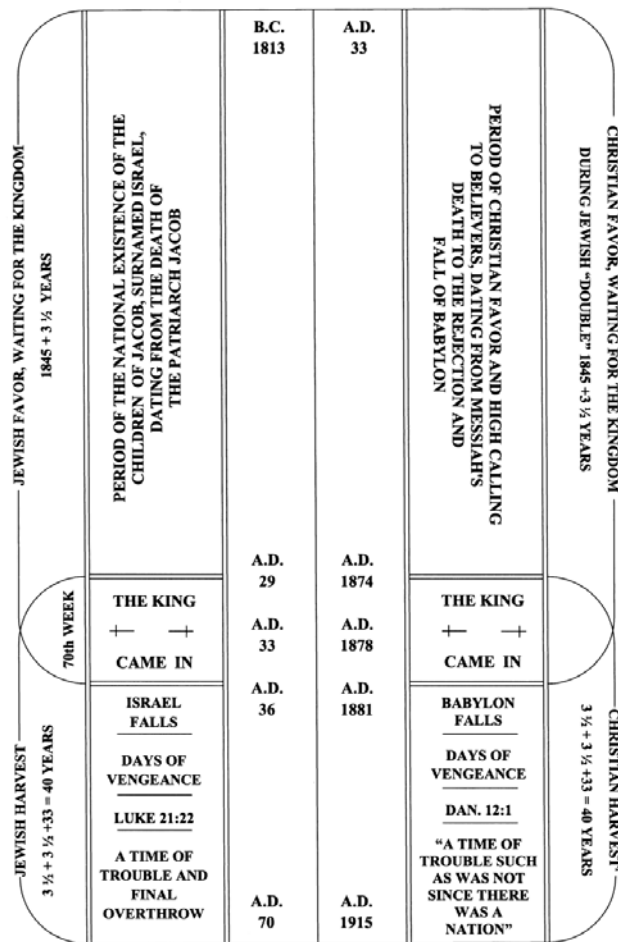 JEWISH FAVOR, WAITING FOR THE KINGDOM
1845 + 3 ½ YEARS
JEWISH HARVEST
3 ½ + 3 ½ +33 = 40 YEARS
70th WEEK
PERIOD OF THE NATIONAL EXISTENCE OF THE
CHILDREN OF JACOB, SURNAMED ISRAEL,
DATING FROM THE DEATH OF
THE PATRIARCH JACOB
THE KING
CAME IN
ISRAEL
FALLS
DAYS OF
VENGEANCE
LUKE 21:22
A TIME OF
TROUBLE AND
FINAL
OVERTHROW
B.C.
1813
A.D.
29
A.D.
33
A.D.
36
A.D.
70
A.D.
33
A.D.
1874
A.D.
1878
A.D.
1881
A.D.
1915
PERIOD OF CHRISTIAN FAVOR AND HIGH CALLING
TO BELIEVERS, DATING FROM MESSIAH'S
DEATH TO THE REJECTION AND
FALL OF BABYLON
THE KING
CAME IN
BABYLON
FALLS
DAYS OF
VENGEANCE
DAN. 12:1
“A TIME OF
TROUBLE SUCH
AS WAS NOT
SINCE THERE
WAS A
NATION”
CHRISTIAN FAVOR, WAITING FOR THE KINGDOM
DURING JEWISH “DOUBLE” 1845 +3 ½ YEARS
CHRISTIAN HARVEST'
3 ½ + 3 ½ +33 = 40 YEARS